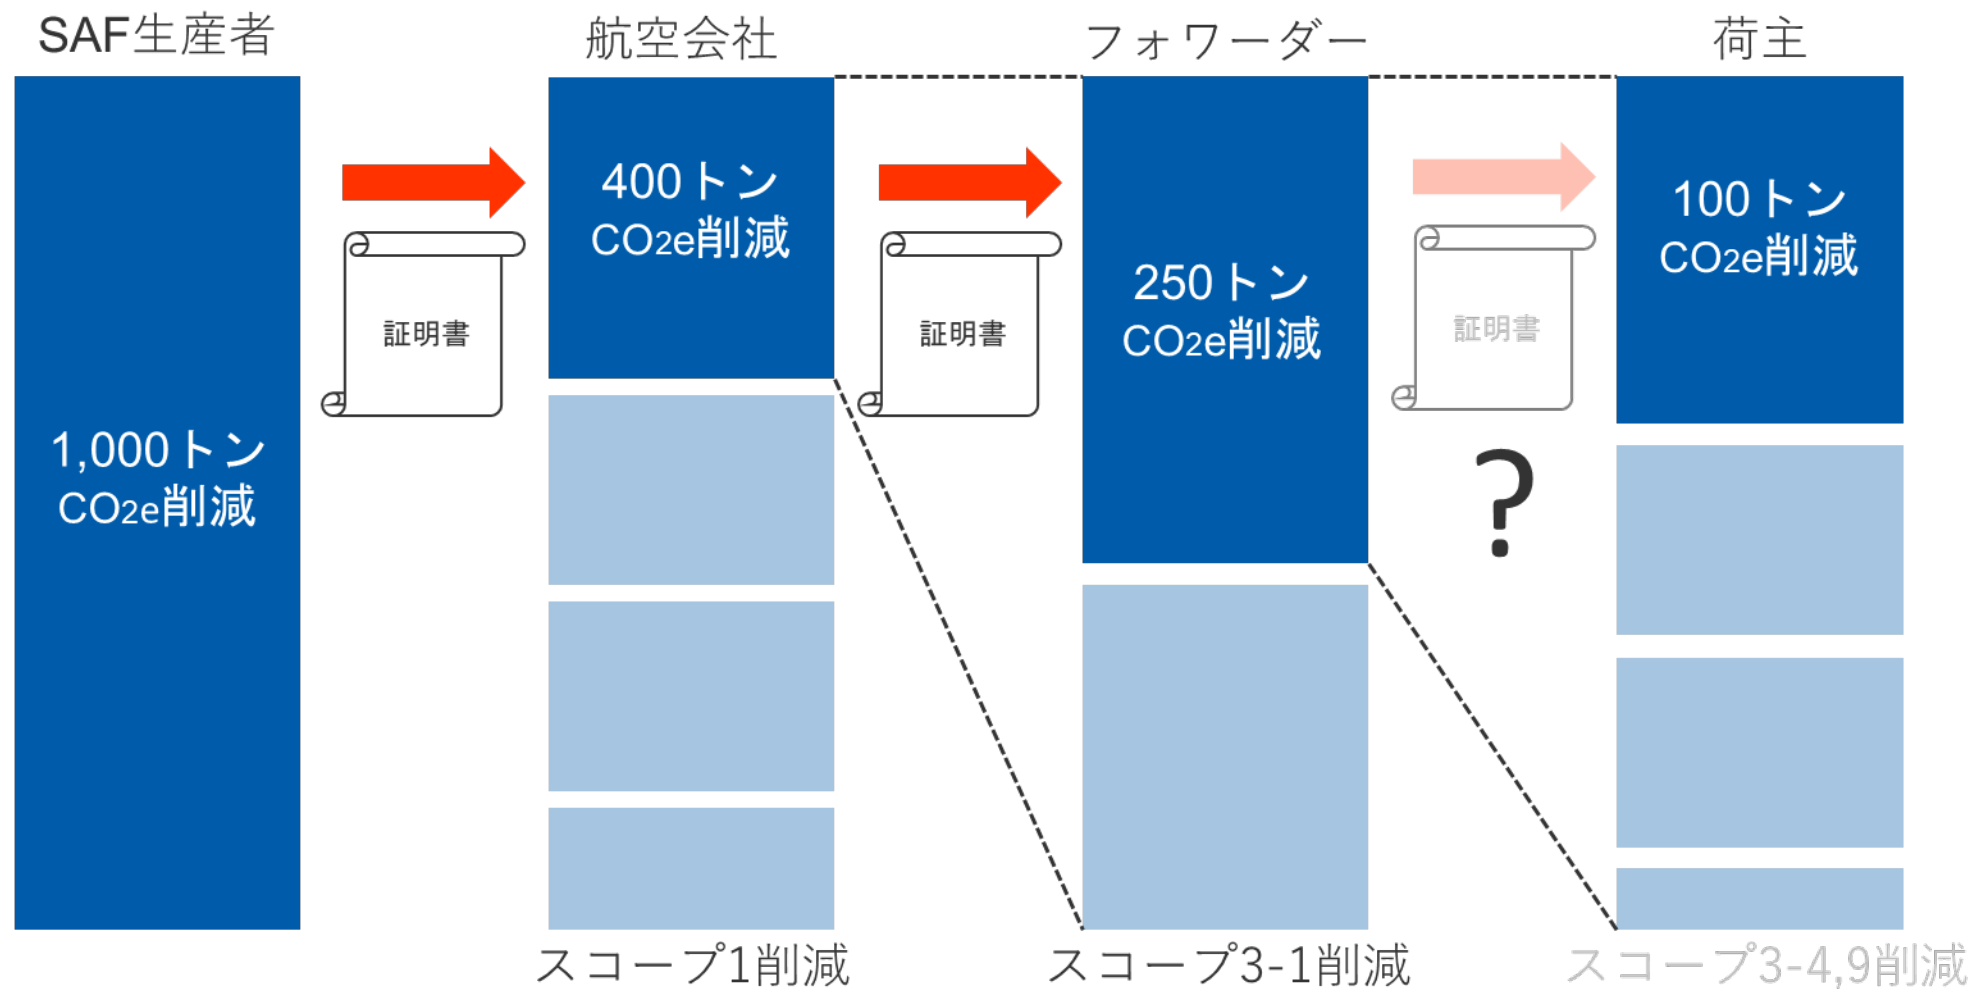 SAF生産者
航空会社
フォワーダー
荷主
1,000トン
CO2e削減
証明書
400トン
CO2e削減
証明書
250トン
CO2e削減
証明書
?
100トン
CO2e削減
スコープ1削減
スコープ3-1削減
スコープ3-4,9削減